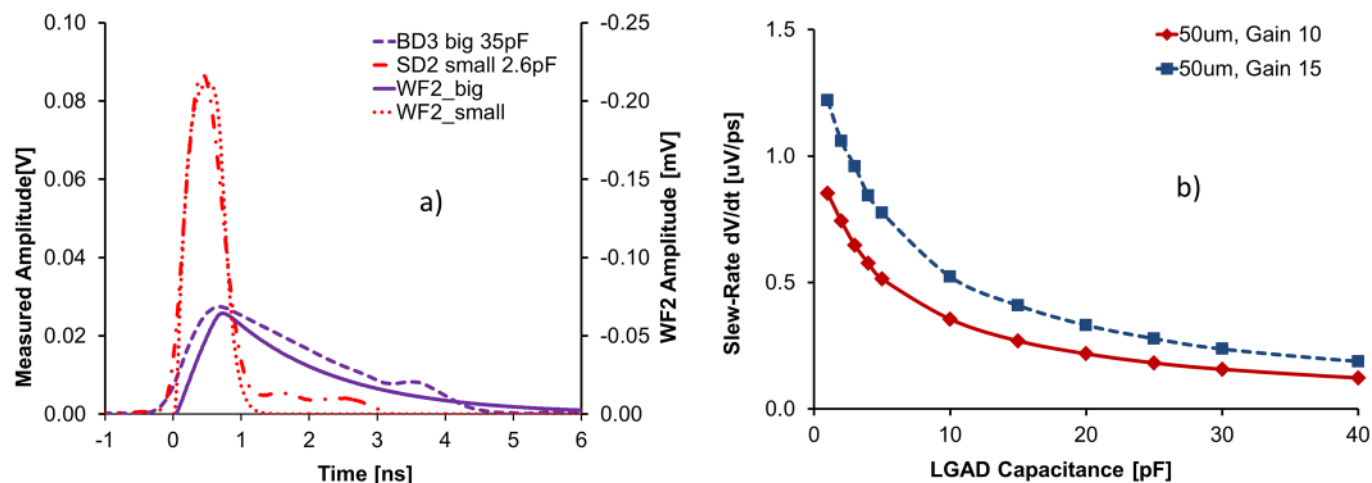 0.10
0.08
0.06
0.04
0.02
0.00
Measured Amplitude[V]
-0.25
-0.20
-0.15
-0.10
-0.05
0.00
WF2 Amplitude [mV]
BD3 big 35pF
SD2 small 2.6pF
WF2_big
WF2_small
a)
-1 0 1 2 3 4 5 6
Time [ns]
1.5
1.0
0.5
0.0
Slew-Rate dV/dt [uV/ps]
50um, Gain 10
50um, Gain 15
b)
0 10 20 30 40
LGAD Capacitance [pF]